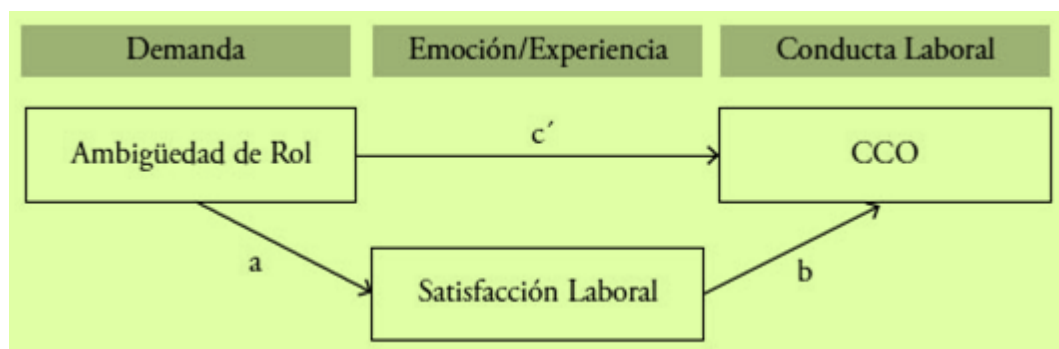 Demanda
Emoción/Experiencia
Conducta Laboral
Ambigüedad de Rol
c´
CCO
a
Satisfacción Laboral
b